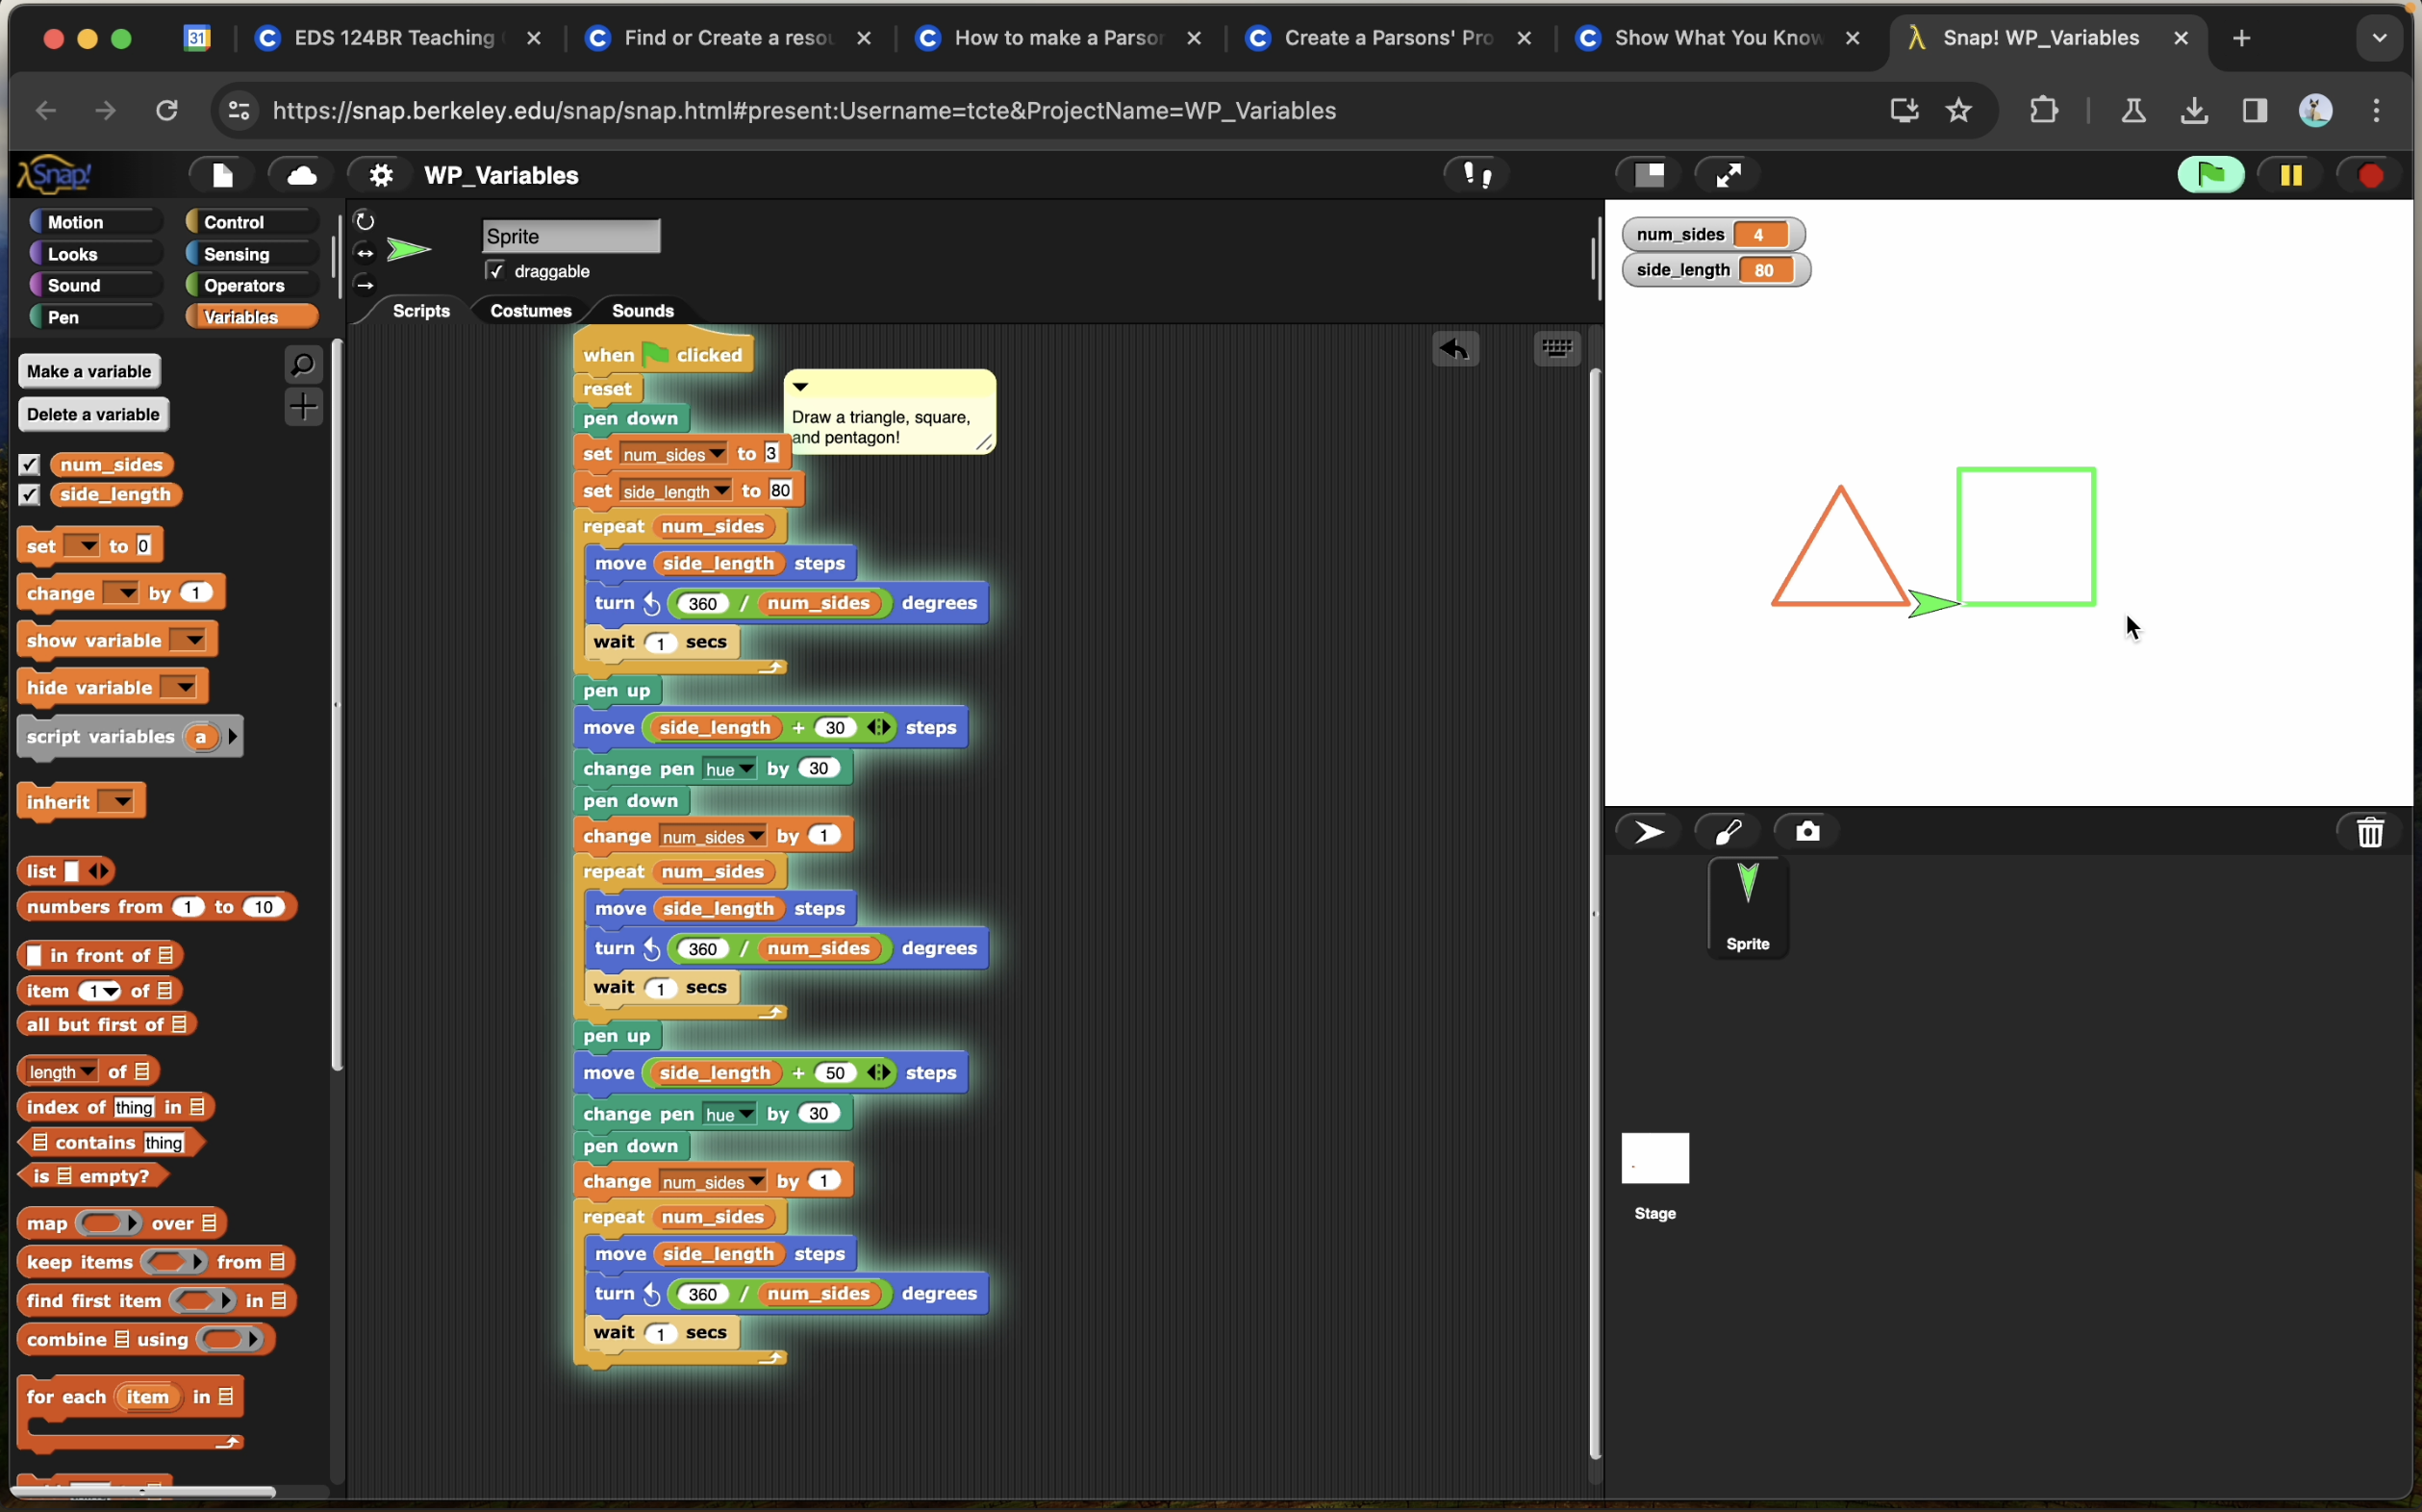 31
EDS 124BR Teaching
Find or Create a resou
How to make a Parson
Create a Parsons' Pro
Show What You Know
Snap! WP_Variables
https://snap.berkeley.edu/snap/snap.html#present:Username=tcte&ProjectName=WP_Variables
Snap!
WP_Variables
Motion
Control
Looks
Sensing
Sound
Operators
Pen
Variables
Make a variable
Delete a variable
num_sides
side_length
set to 0
change by 1
show variable
hide variable
script variables a
inherit
list
numbers from 1 to 10
in front of
item 1 of
all but first of
length of
index of thing in
contains thing
is empty?
map over
keep items from
find first item in
combine using
for each item in
Sprite
draggable
Scripts
Costumes
Sounds
when clicked
reset
pen down
Draw a triangle, square,
and pentagon!
set num_sides to 3
set side_length to 80
repeat num_sides
move side_length steps
turn 360 / num_sides degrees
wait 1 secs
pen up
move side_length + 30 steps
change pen hue by 30
pen down
change num_sides by 1
repeat num_sides
move side_length steps
turn 360 / num_sides degrees
wait 1 secs
pen up
move side_length + 50 steps
change pen hue by 30
pen down
change num_sides by 1
repeat num_sides
move side_length steps
turn 360 / num_sides degrees
wait 1 secs
num_sides 4
side_length 80
Sprite
Stage